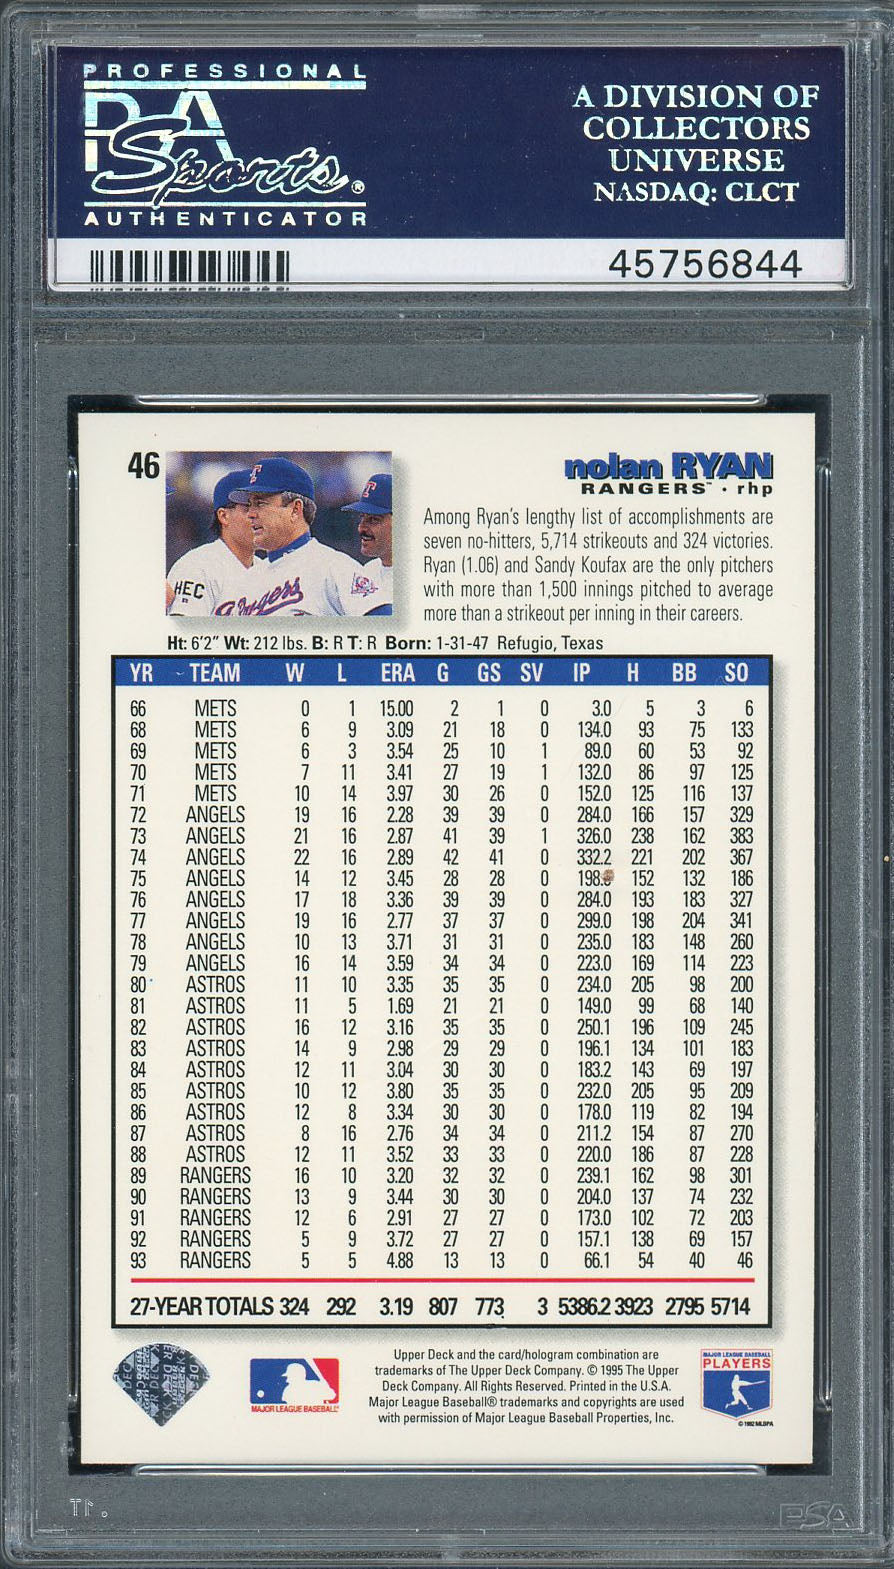 PROFESSIONAL
PSA
Sports®
AUTHENTICATOR
A DIVISION OF
COLLECTORS
UNIVERSE
NASDAQ: CLCT
45756844
46
nolan RYAN
RANGERS™ · rhp
HEC
Rangers
Among Ryan's lengthy list of accomplishments are
seven no-hitters, 5,714 strikeouts and 324 victories.
Ryan (1.06) and Sandy Koufax are the only pitchers
with more than 1,500 innings pitched to average
more than a strikeout per inning in their careers.
Ht: 6'2" Wt: 212 lbs. B: R T: R Born: 1-31-47 Refugio, Texas
YR TEAM W L ERA G GS SV IP H BB SO
66 METS 0 1 15.00 2 1 0 3.0 5 3 6
68 METS 6 9 3.09 21 18 0 134.0 93 75 133
69 METS 6 3 3.54 25 10 1 89.0 60 53 92
70 METS 7 11 3.41 27 19 1 132.0 86 97 125
71 METS 10 14 3.97 30 26 0 152.0 125 116 137
72 ANGELS 19 16 2.28 39 39 0 284.0 166 157 329
73 ANGELS 21 16 2.87 41 39 1 326.0 238 162 383
74 ANGELS 22 16 2.89 42 41 0 332.2 221 202 367
75 ANGELS 14 12 3.45 28 28 0 198. 152 132 186
76 ANGELS 17 18 3.36 39 39 0 284.0 193 183 327
77 ANGELS 19 16 2.77 37 37 0 299.0 198 204 341
78 ANGELS 10 13 3.71 31 31 0 235.0 183 148 260
79 ANGELS 16 14 3.59 34 34 0 223.0 169 114 223
80 ASTROS 11 10 3.35 35 35 0 234.0 205 98 200
81 ASTROS 11 5 1.69 21 21 0 149.0 99 68 140
82 ASTROS 16 12 3.16 35 35 0 250.1 196 109 245
83 ASTROS 14 9 2.98 29 29 0 196.1 134 101 183
84 ASTROS 12 11 3.04 30 30 0 183.2 143 69 197
85 ASTROS 10 12 3.80 35 35 0 232.0 205 95 209
86 ASTROS 12 8 3.34 30 30 0 178.0 119 82 194
87 ASTROS 8 16 2.76 34 34 0 211.2 154 87 270
88 ASTROS 12 11 3.52 33 33 0 220.0 186 87 228
89 RANGERS 16 10 3.20 32 32 0 239.1 162 98 301
90 RANGERS 13 9 3.44 30 30 0 204.0 137 74 232
91 RANGERS 12 6 2.91 27 27 0 173.0 102 72 203
92 RANGERS 5 9 3.72 27 27 0 157.1 138 69 157
93 RANGERS 5 5 4.88 13 13 0 66.1 54 40 46
27-YEAR TOTALS 324 292 3.19 807 773 3 5386.2 3923 2795 5714
MAJOR LEAGUE BASEBALL®
Upper Deck and the card/hologram combination are
trademarks of The Upper Deck Company. © 1995 The Upper
Deck Company. All Rights Reserved. Printed in the U.S.A.
Major League Baseball® trademarks and copyrights are used
with permission of Major League Baseball Properties, Inc.
MAJOR LEAGUE BASEBALL
PLAYERS
© 1992 MLBPA
PSA